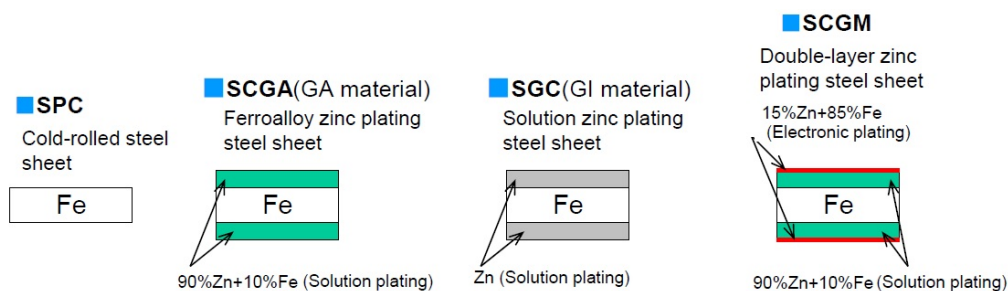 SPC
Cold-rolled steel
sheet
Fe
SCGA(GA material)
Ferroalloy zinc plating
steel sheet
Fe
90%Zn+10%Fe (Solution plating)
SGC(GI material)
Solution zinc plating
steel sheet
Fe
Zn (Solution plating)
SCGM
Double-layer zinc
plating steel sheet
15%Zn+85%Fe
(Electronic plating)
Fe
90%Zn+10%Fe (Solution plating)